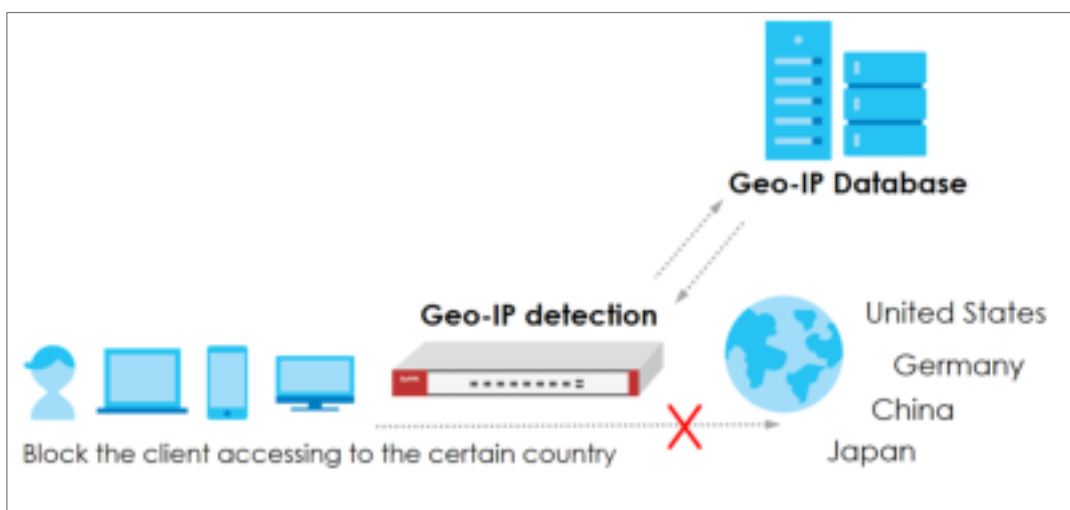 Geo-IP Database
Geo-IP detection
United States
Germany
China
Japan
Block the client accessing to the certain country